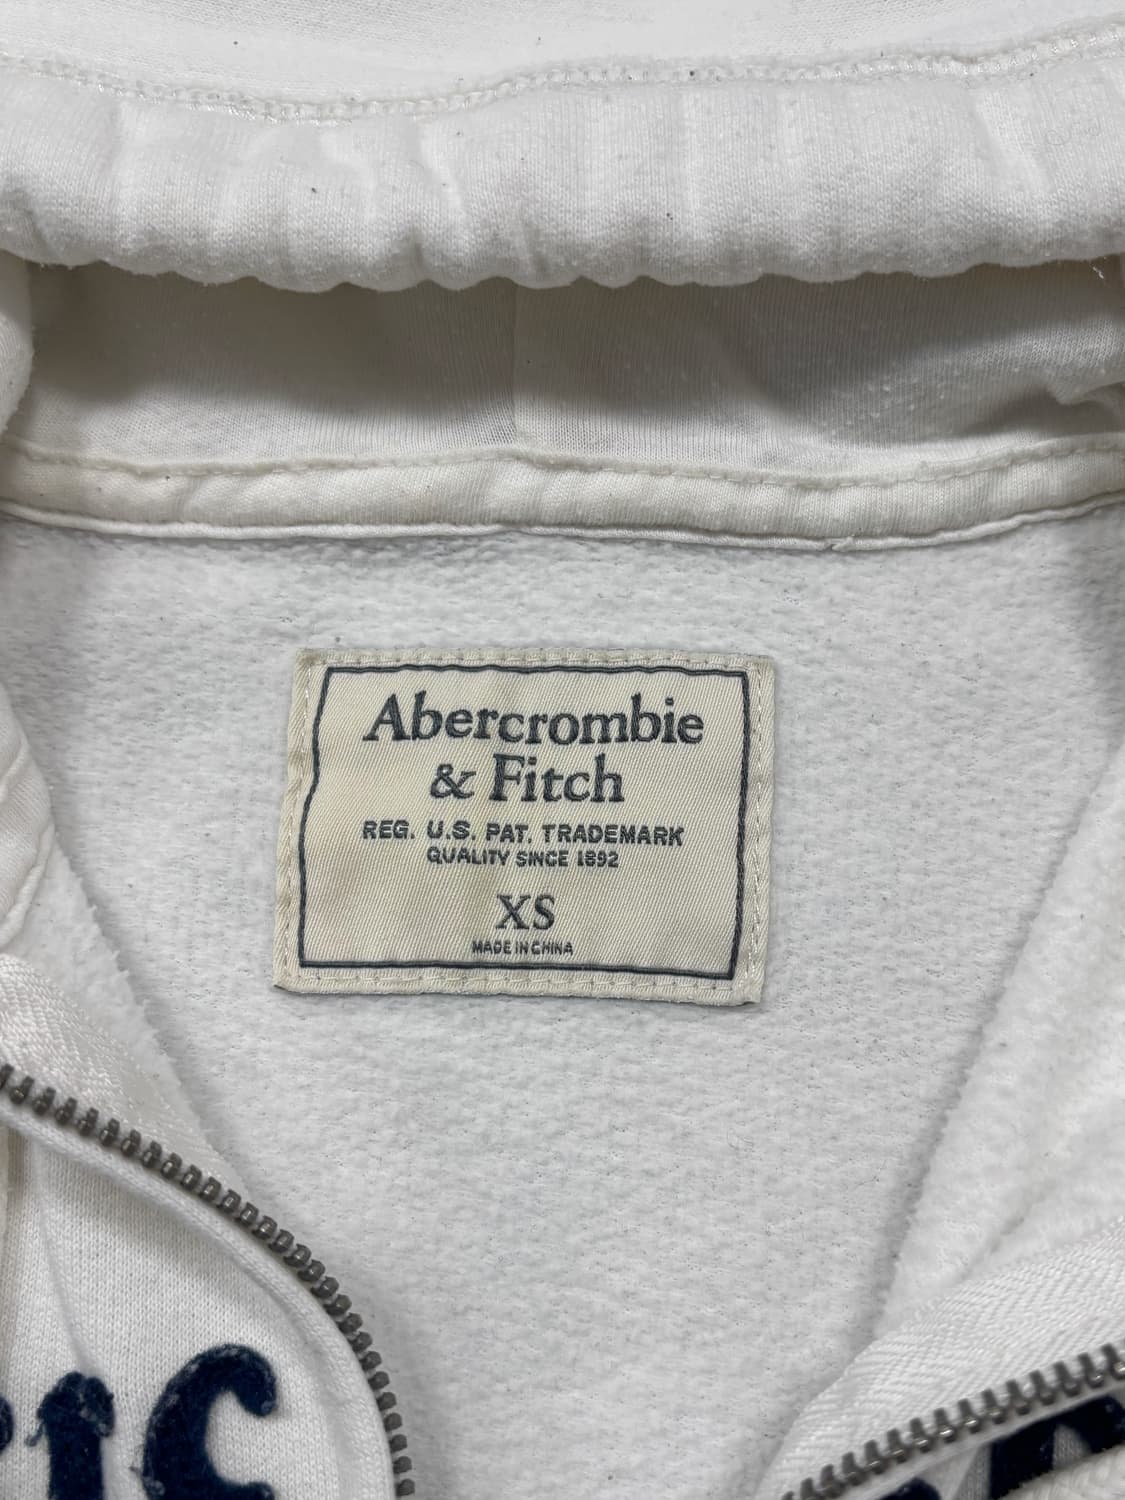 Abercrombie
& Fitch
REG. U.S. PAT. TRADEMARK
QUALITY SINCE 1892
XS
MADE IN CHINA